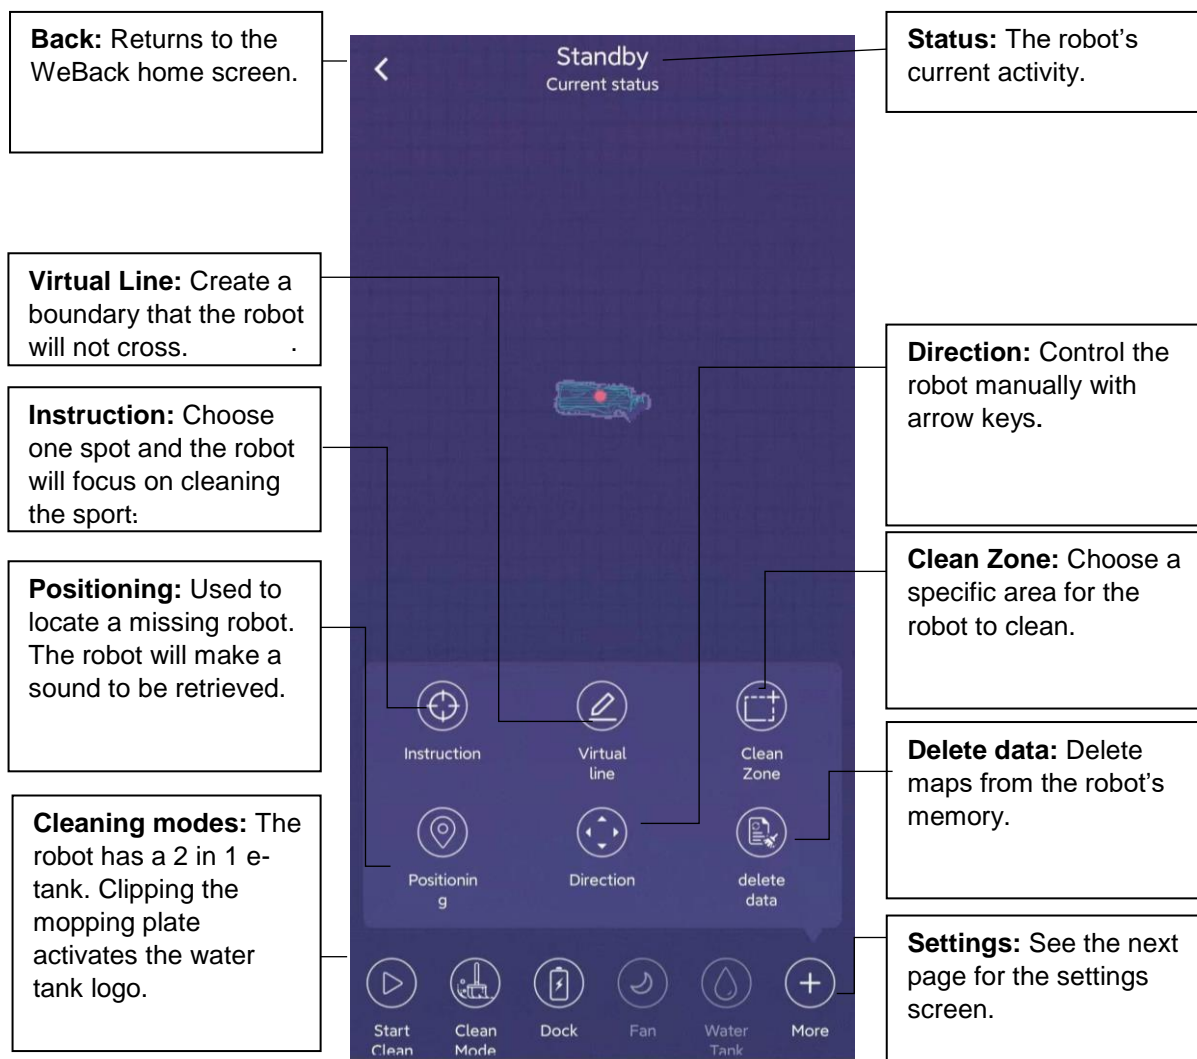 Back: Returns to the
WeBack home screen.
Standby
Current status
Status: The robot’s
current activity.
Virtual Line: Create a
boundary that the robot
will not cross. .
Direction: Control the
robot manually with
arrow keys.
Instruction: Choose
one spot and the robot
will focus on cleaning
the sport:
Clean Zone: Choose a
specific area for the
robot to clean.
Positioning: Used to
locate a missing robot.
The robot will make a
sound to be retrieved.
Instruction
Virtual
line
Clean
Zone
Delete data: Delete
maps from the robot’s
memory.
Positionin
g
Direction
delete
data
Cleaning modes: The
robot has a 2 in 1 e-
tank. Clipping the
mopping plate
activates the water
tank logo.
Settings: See the next
page for the settings
screen.
Start
Clean
Clean
Mode
Dock
Fan
Water
Tank
More